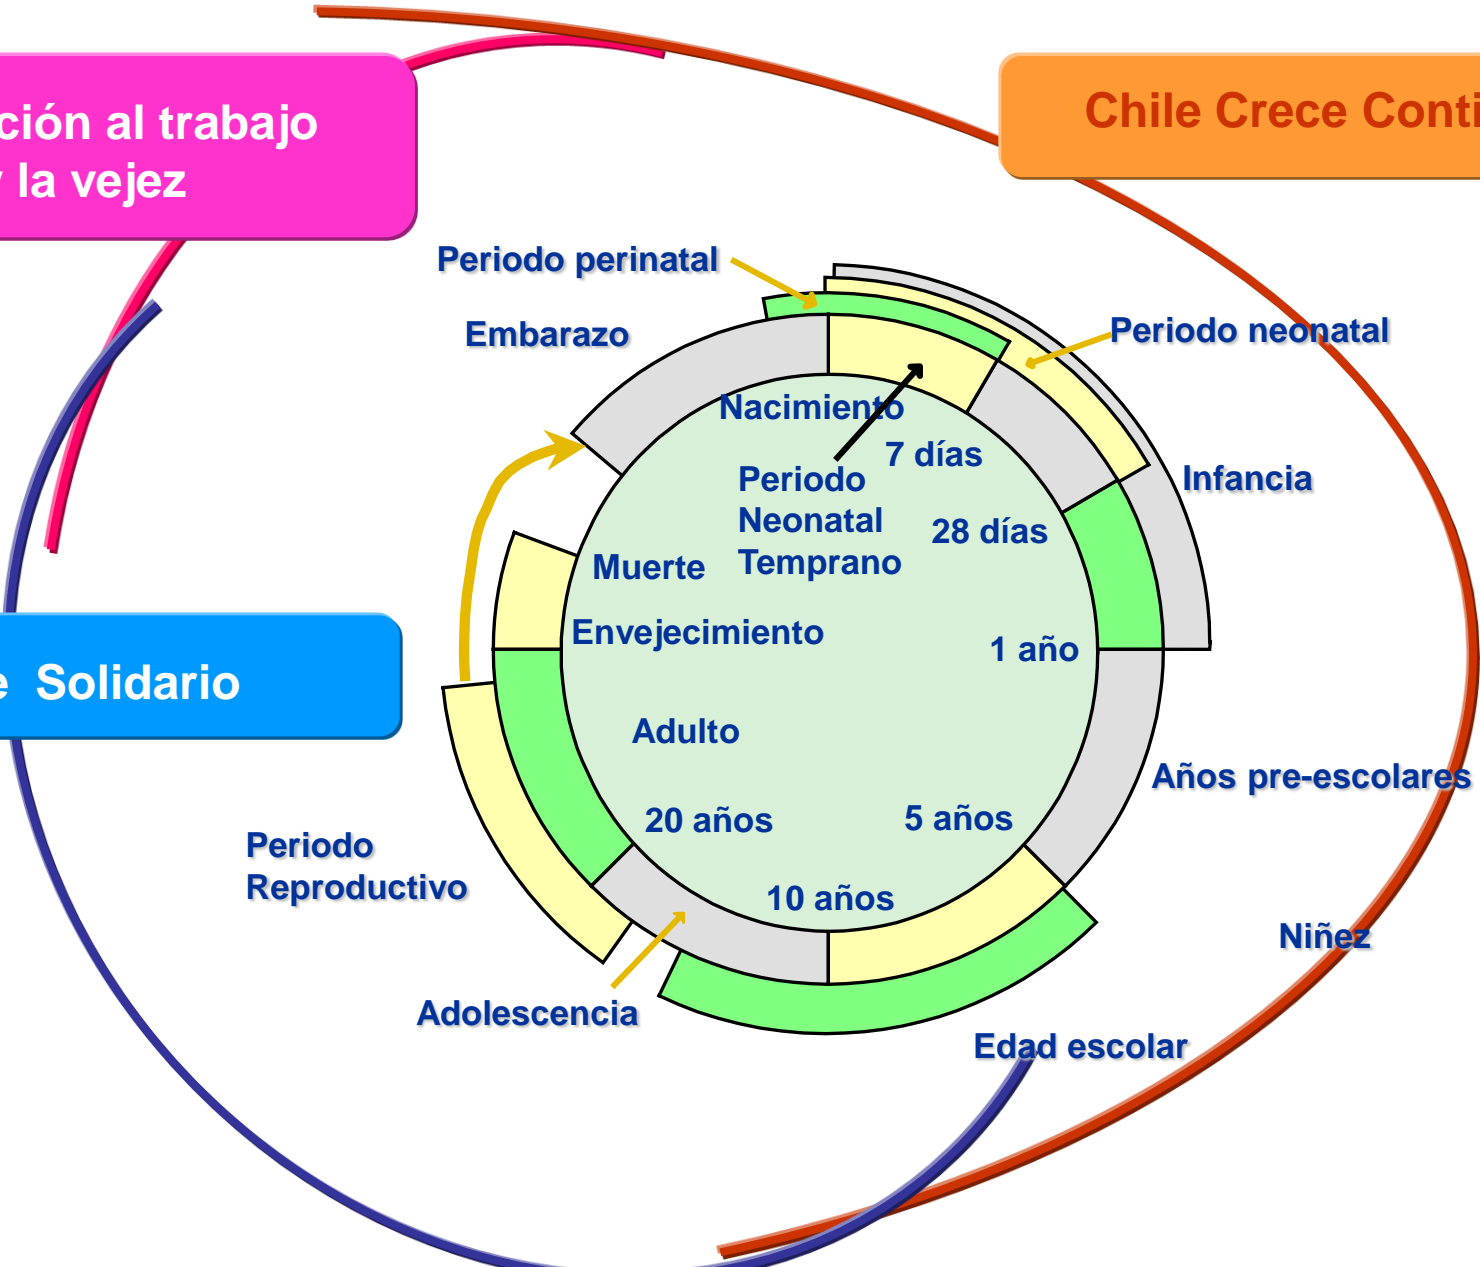 ción al trabajo
y la vejez
Chile Crece Conti
Periodo perinatal
Embarazo
Periodo neonatal
Nacimiento
7 días
Periodo
Neonatal
Temprano
Infancia
28 días
Muerte
Envejecimiento
1 año
e Solidario
Adulto
Años pre-escolares
20 años
5 años
Periodo
Reproductivo
10 años
Niñez
Adolescencia
Edad escolar